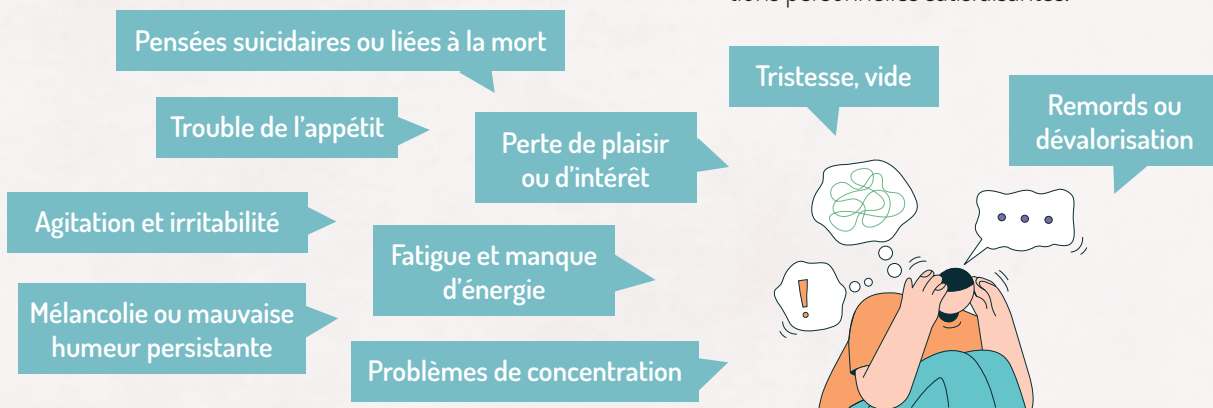 Pensées suicidaires ou liées à la mort
Tristesse, vide
Remords ou
dévalorisation
Trouble de l'appétit
Perte de plaisir
ou d'intérêt
Agitation et irritabilité
Fatigue et manque
d'énergie
Mélancolie ou mauvaise
humeur persistante
Problèmes de concentration
!